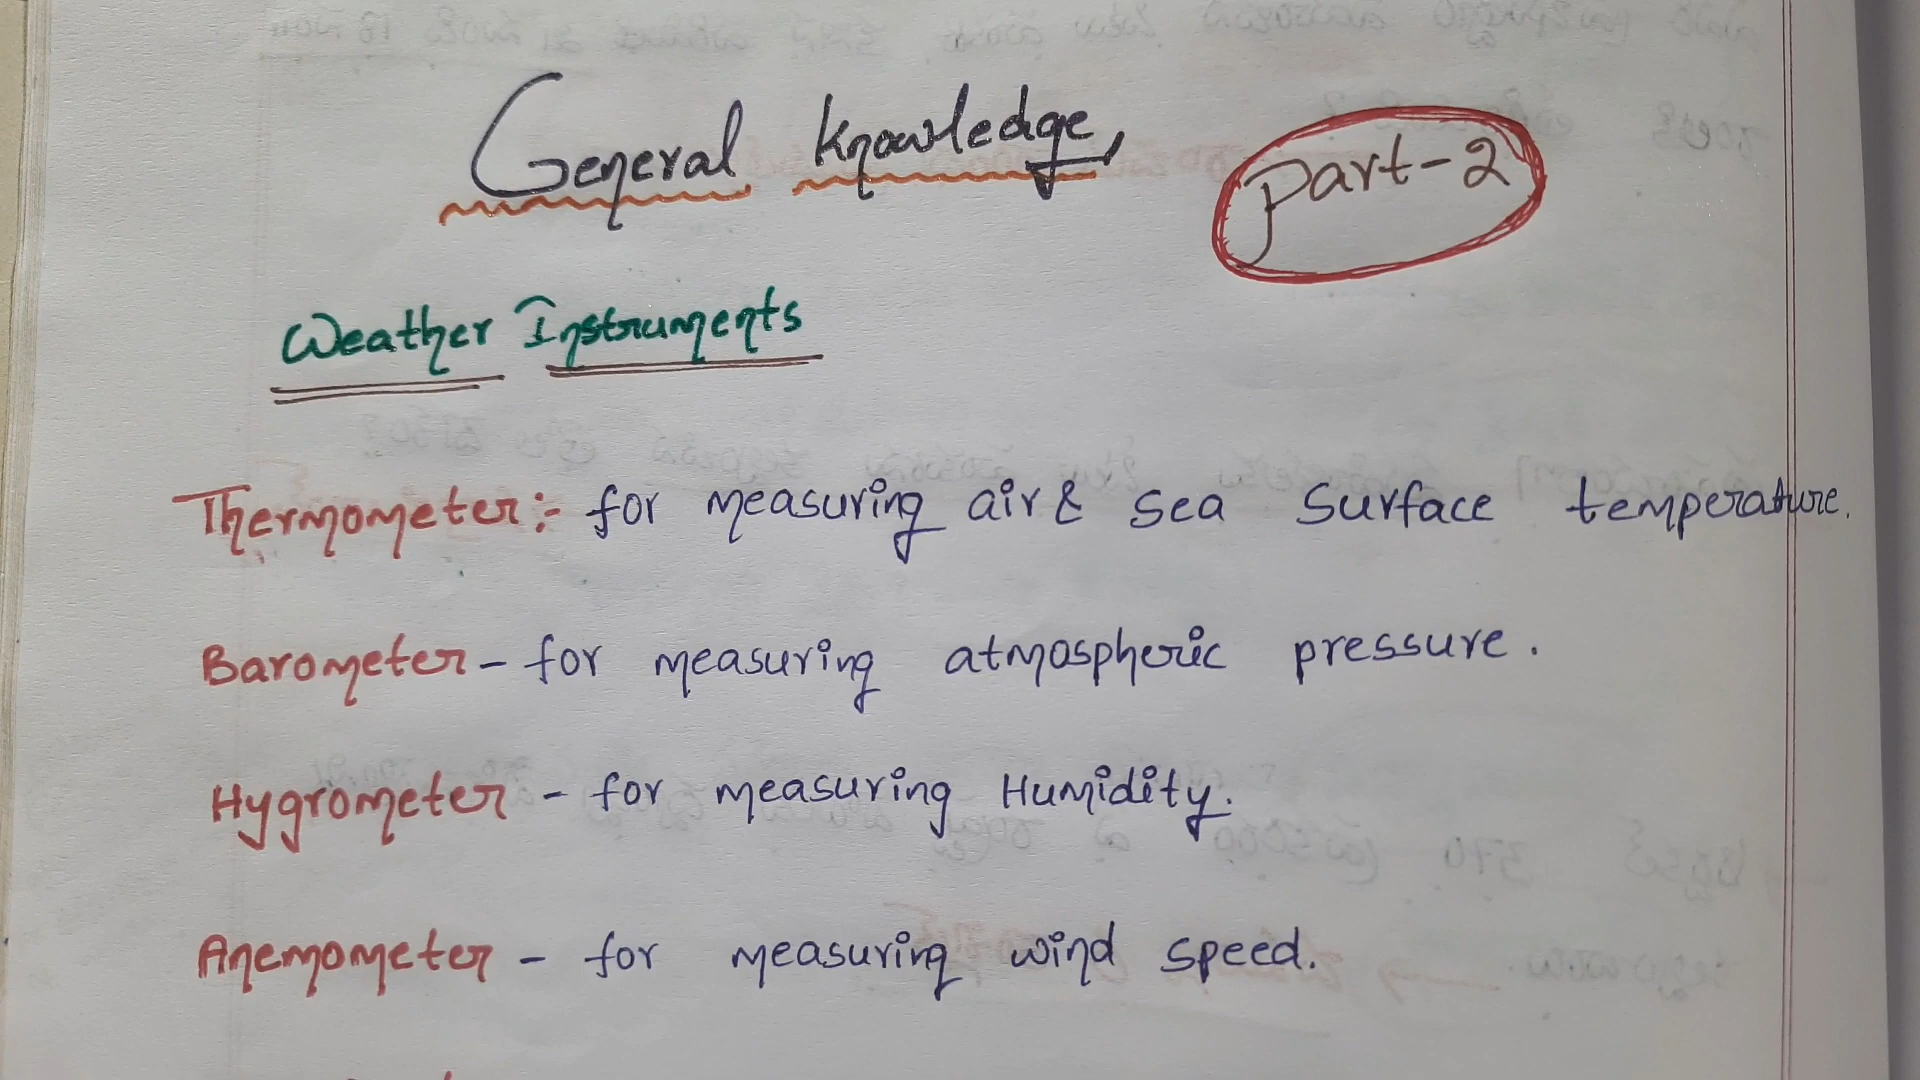 General Knowledge,
Part-2
Weather Instruments
Thermometer:- for measuring air & sea Surface temperature.
Barometer - for measuring atmospheric pressure.
Hygrometer - for measuring Humidity.
Anemometer - for measuring wind speed.